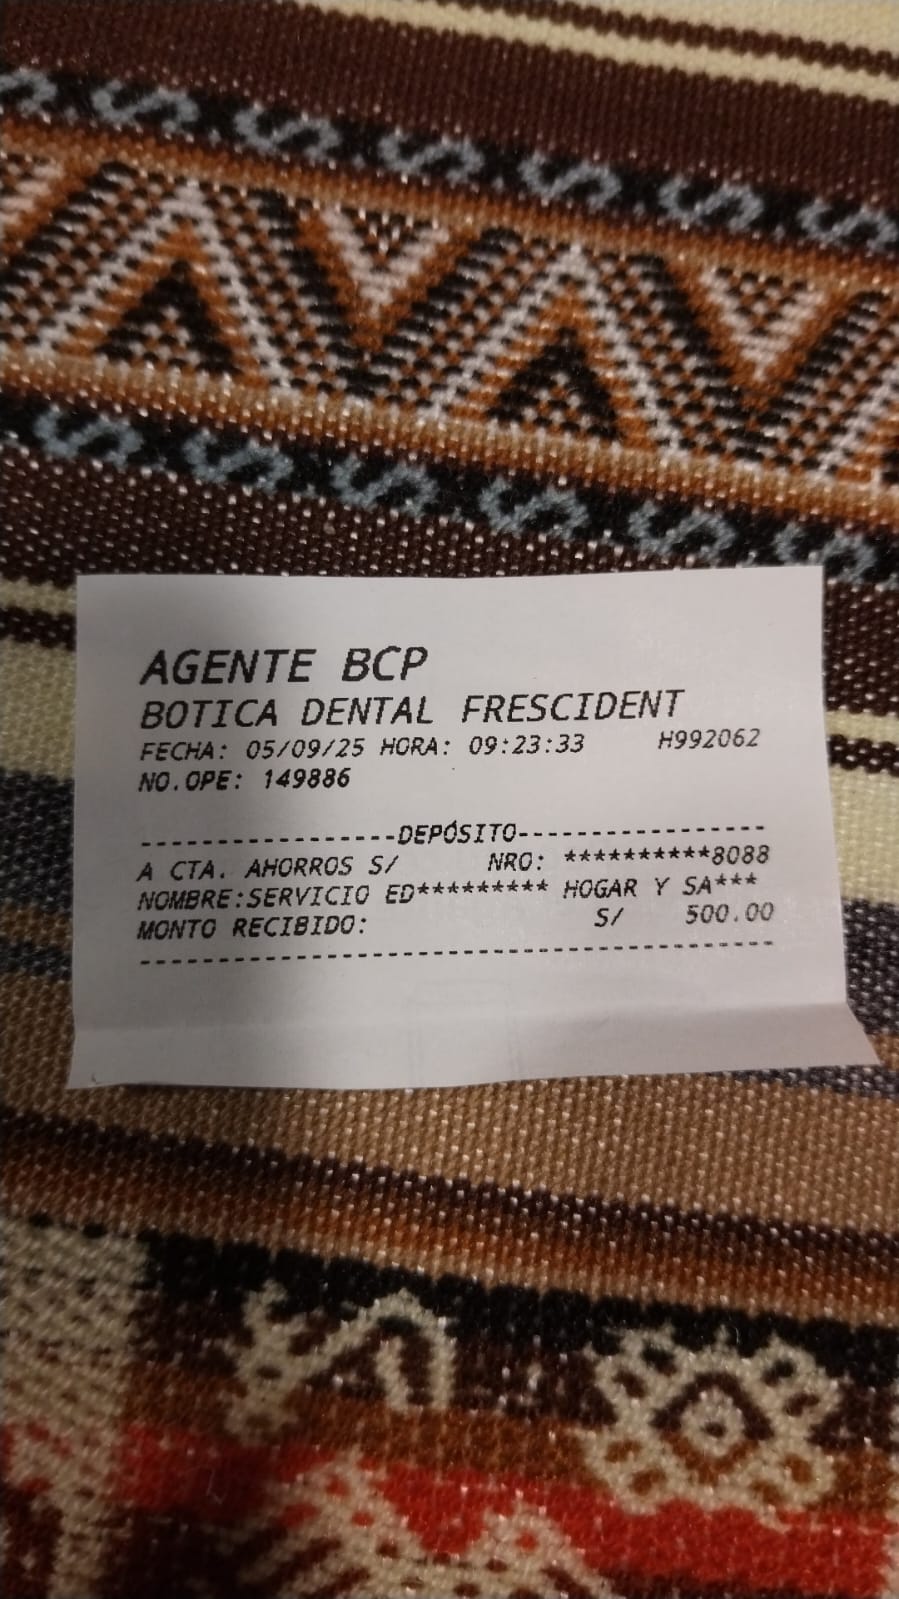 AGENTE BCP
BOTICA DENTAL FRESCIDENT
FECHA: 05/09/25 HORA: 09:23:33 H992062
NO.OPE: 149886
-----------------DEPÓSITO-----------------
A CTA. AHORROS S/ NRO: **********8088
NOMBRE:SERVICIO ED********* HOGAR Y SA***
MONTO RECIBIDO: S/ 500.00
------------------------------------------